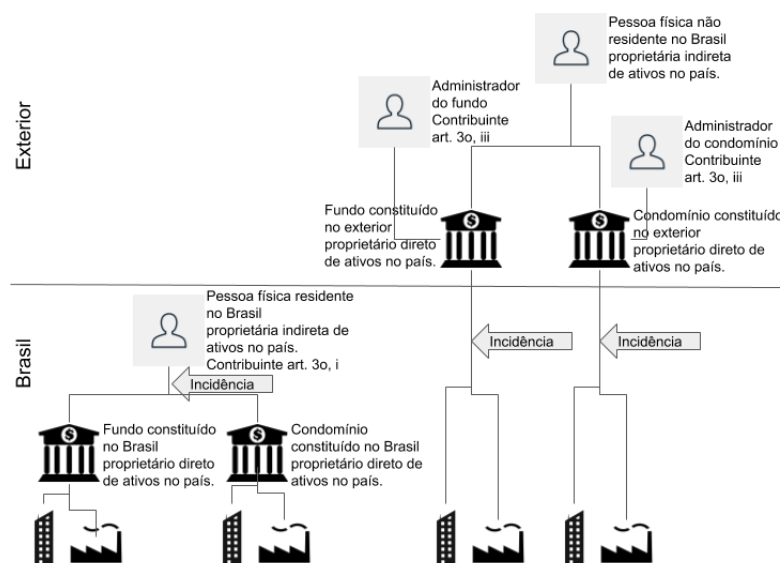 Exterior
Pessoa física não
residente no Brasil
proprietária indireta
de ativos no país.
Administrador
do fundo
Contribuinte
art. 3o, iii
Administrador
do condomínio
Contribuinte
art. 3o, iii
Fundo constituído
no exterior
proprietário direto
de ativos no país.
$
$
Condomínio constituído
no exterior
proprietário direto de
ativos no país.
Brasil
Pessoa física residente
no Brasil
proprietária indireta de
ativos no país.
Contribuinte art. 3o, i
Incidência
Incidência
Incidência
$
Fundo constituído
no Brasil
proprietário direto
de ativos no país.
$
Condomínio
constituído no Brasil
proprietário direto de
ativos no país.